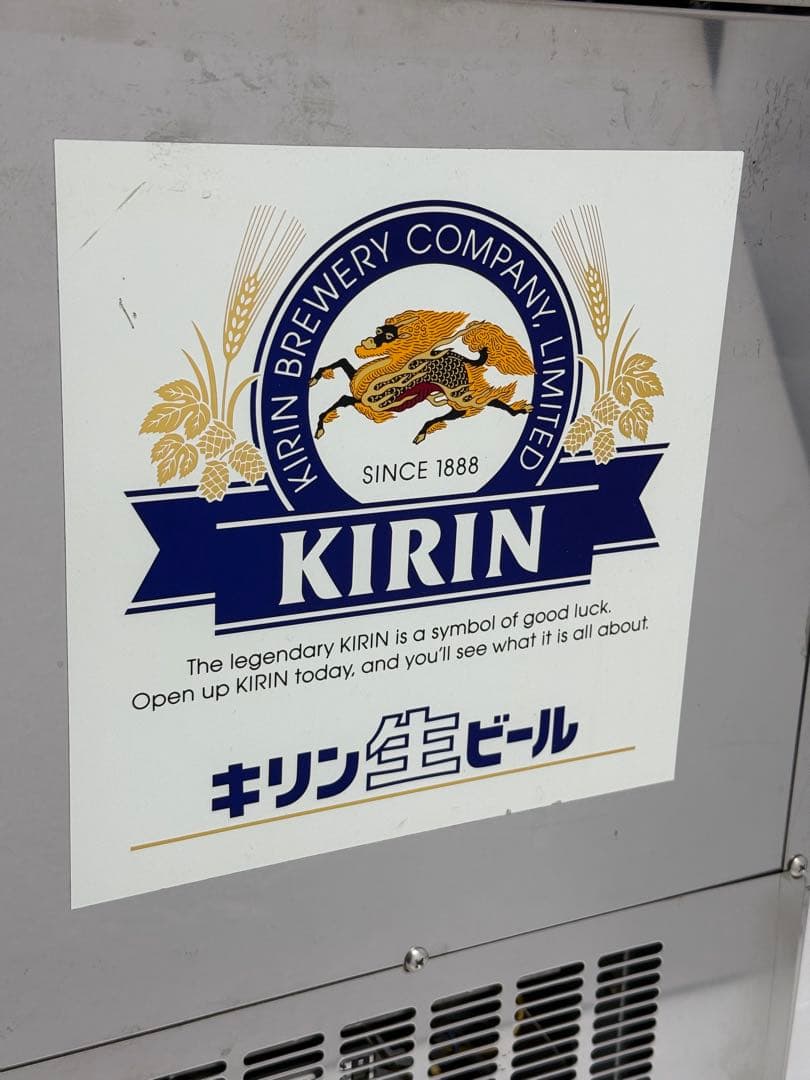 KIRIN BREWERY COMPANY, LIMITED
SINCE 1888
KIRIN
The legendary KIRIN is a symbol of good luck.
Open up KIRIN today, and you'll see what it is all about.
キリン生ビール